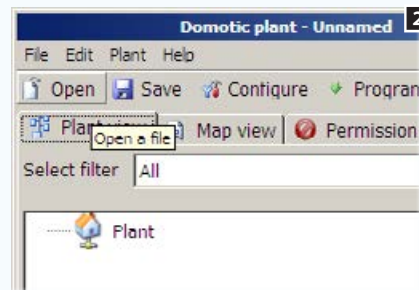 Domotic plant - Unnamed 2
File Edit Plant Help
Open Save Configure Program
Plant view Map view Permission
Open a file
Select filter All
Plant